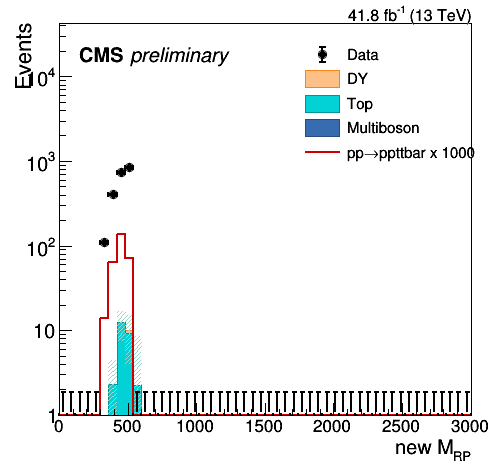 41.8 fb⁻¹ (13 TeV)
Events
CMS preliminary
Data
DY
Top
Multiboson
pp→ppttbar x 1000
10⁴
10³
10²
10
1
0 500 1000 1500 2000 2500 3000
new M_RP